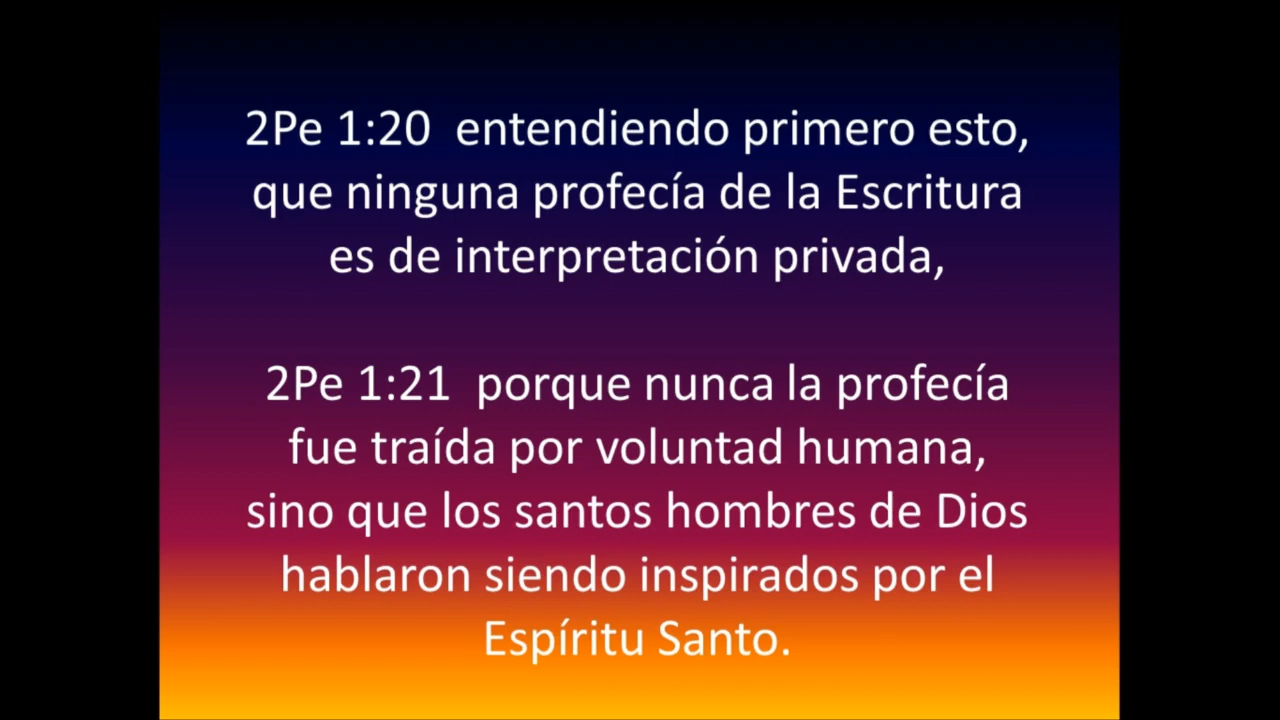 2Pe 1:20  entendiendo primero esto,
que ninguna profecía de la Escritura
es de interpretación privada,
2Pe 1:21  porque nunca la profecía
fue traída por voluntad humana,
sino que los santos hombres de Dios
hablaron siendo inspirados por el
Espíritu Santo.